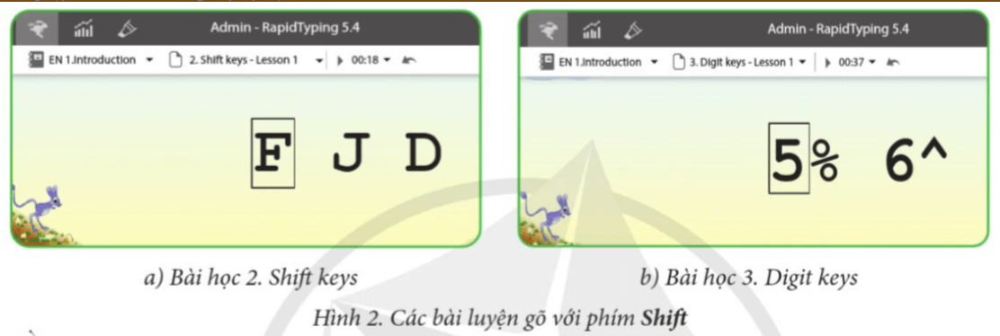 Admin - RapidTyping 5.4
EN 1.Introduction 2. Shift keys - Lesson 1 00:18
F J D
a) Bài học 2. Shift keys
Admin - RapidTyping 5.4
EN 1.Introduction 3. Digit keys - Lesson 1 00:37
5% 6^
b) Bài học 3. Digit keys
Hình 2. Các bài luyện gõ với phím Shift